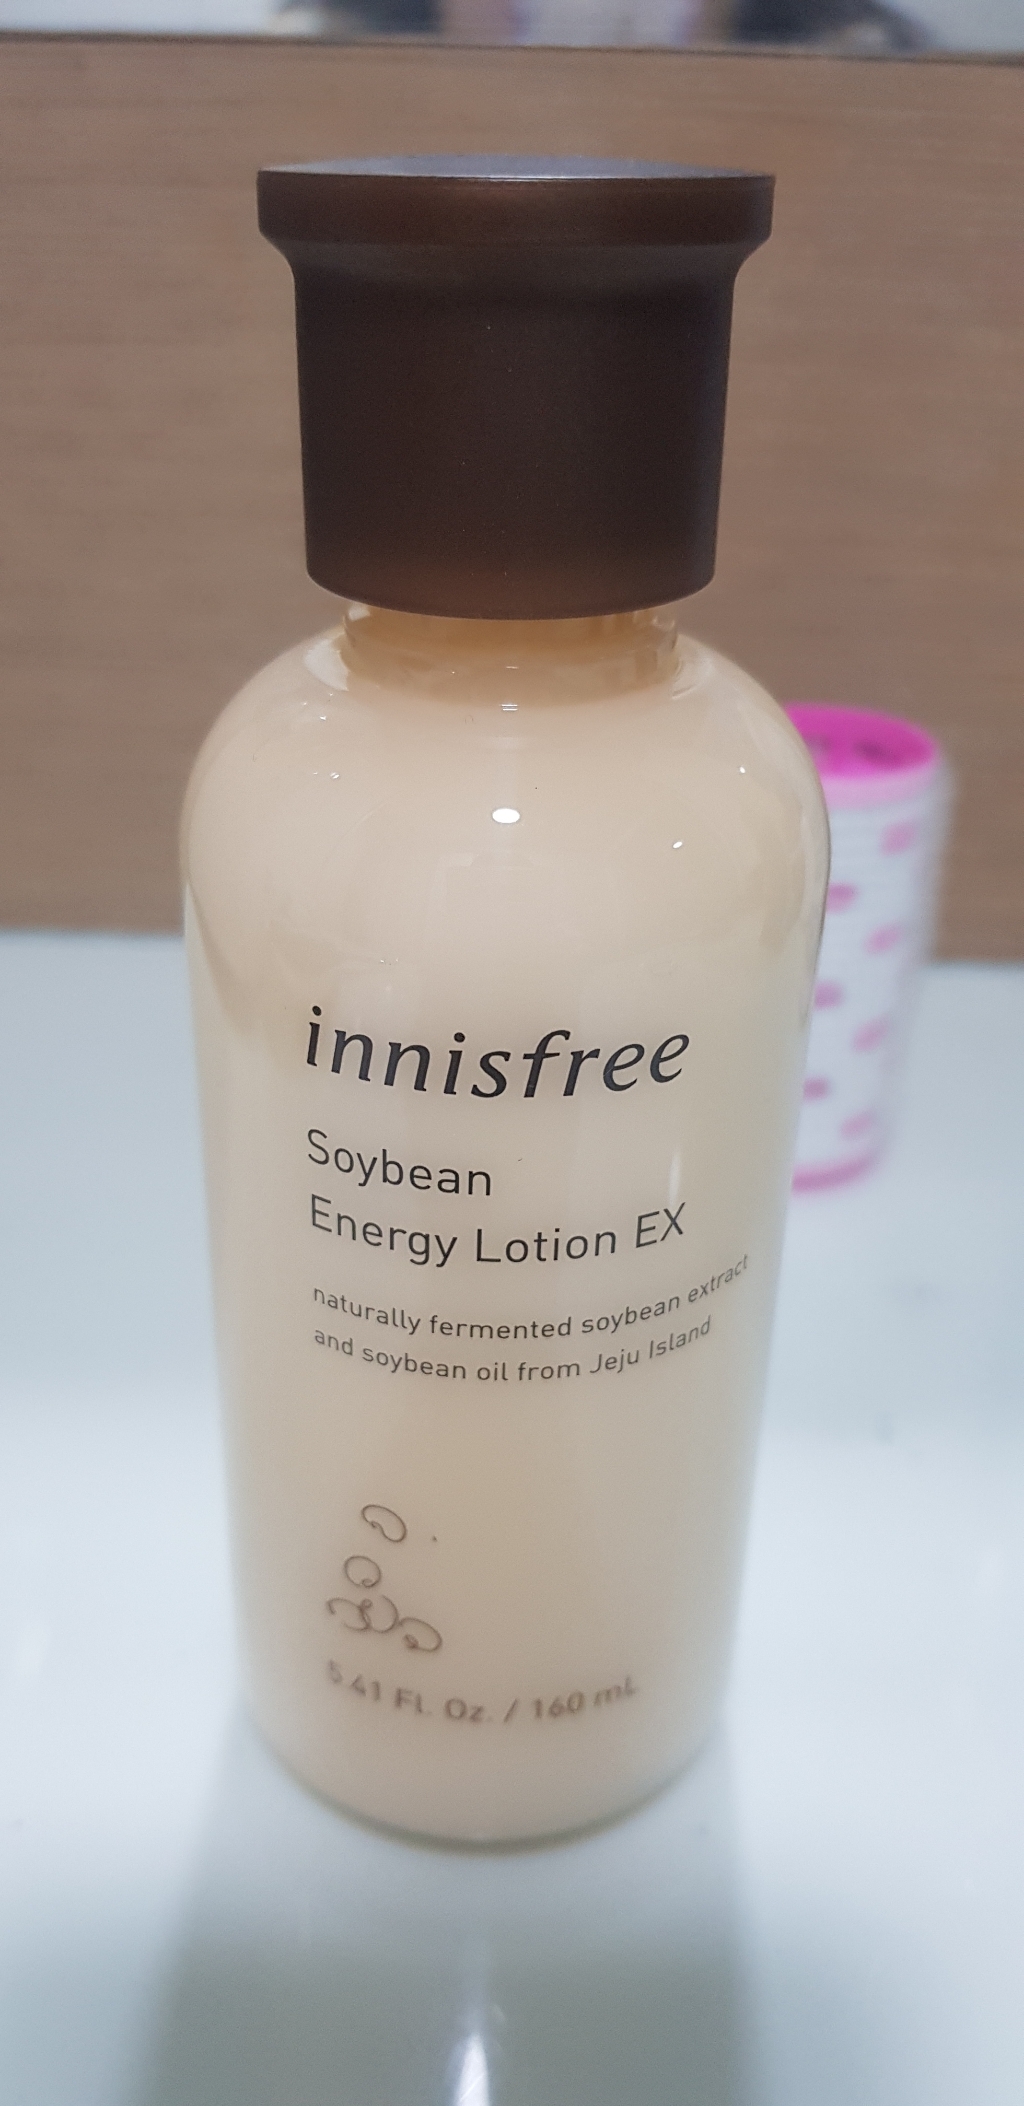 innisfree
Soybean
Energy Lotion EX
naturally fermented soybean extract
and soybean oil from Jeju Island
5.41 Fl. Oz. / 160 mL